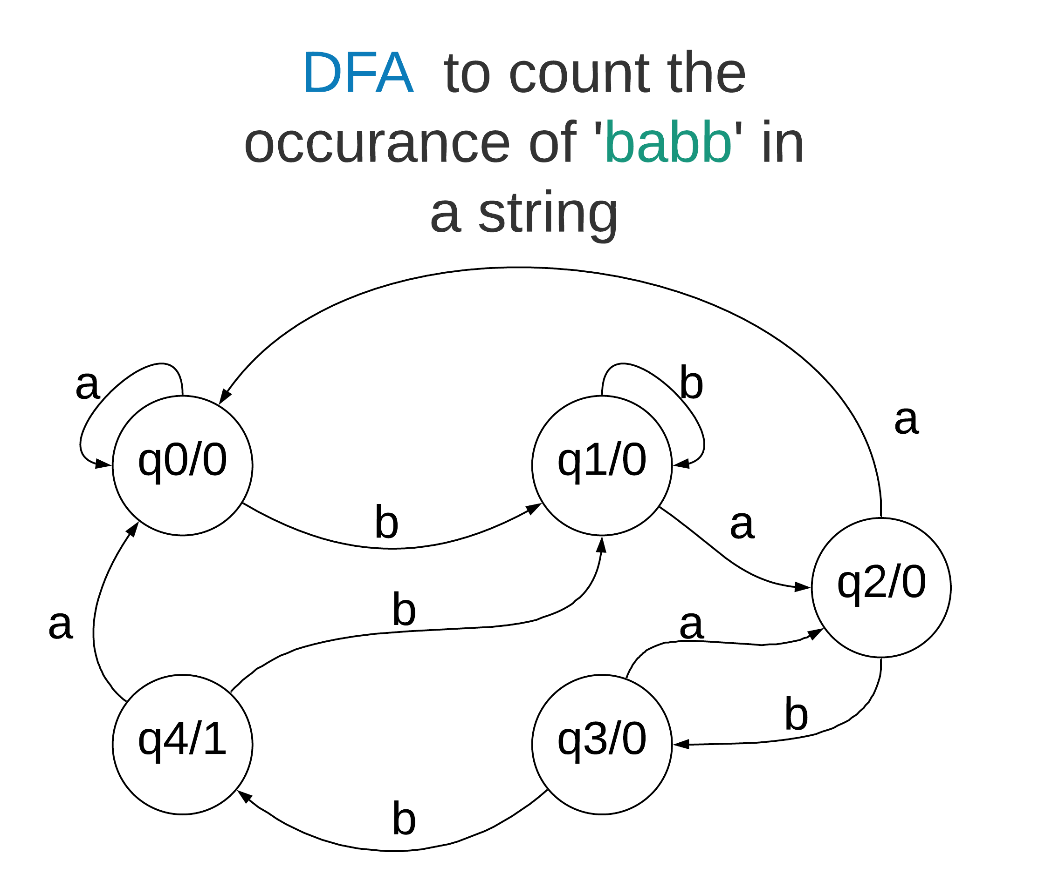 DFA to count the
occurance of 'babb' in
a string
a
b
a
q0/0
q1/0
b
a
q2/0
b
a
a
b
q4/1
q3/0
b